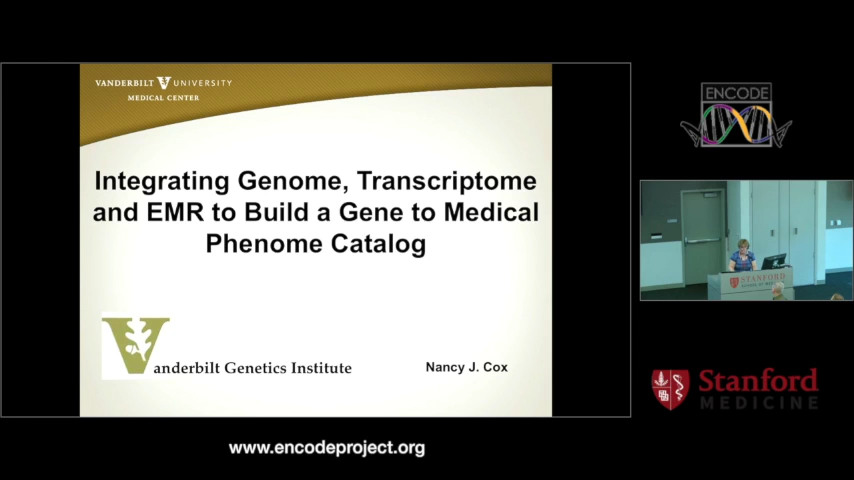 VANDERBILT UNIVERSITY
MEDICAL CENTER
Integrating Genome, Transcriptome
and EMR to Build a Gene to Medical
Phenome Catalog
Vanderbilt Genetics Institute
Nancy J. Cox
ENCODE
STANFORD
Stanford
MEDICINE
www.encodeproject.org